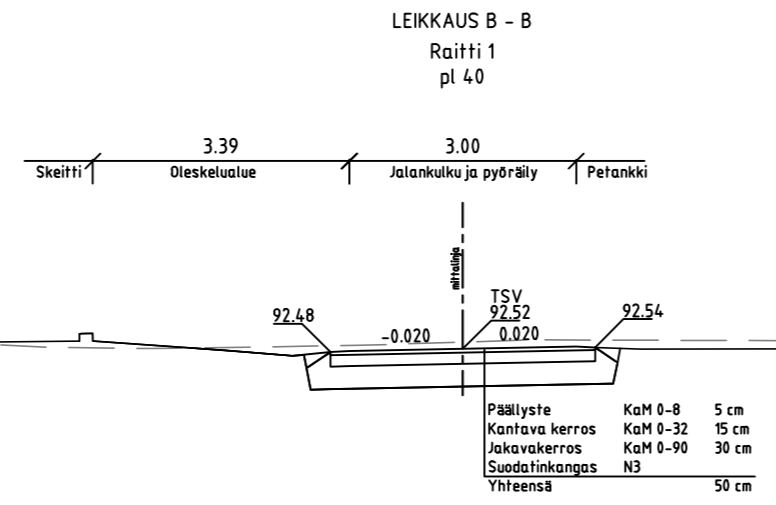 LEIKKAUS B - B
Raitti 1
pl 40
3.39 3.00
Skeitti Oleskelualue Jalankulku ja pyöräily Petankki
mittalinja
TSV
92.48 92.52 92.54
-0.020 0.020
Päällyste KaM 0-8 5 cm
Kantava kerros KaM 0-32 15 cm
Jakavakerros KaM 0-90 30 cm
Suodatinkangas N3
Yhteensä 50 cm